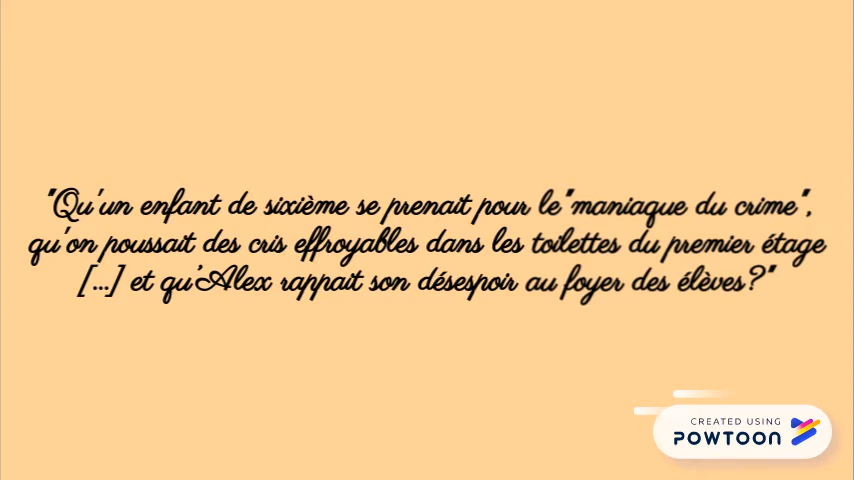 "Qu'un enfant de sixième se prenait pour le "maniaque du crime",
qu'on poussait des cris effroyables dans les toilettes du premier étage
[...] et qu'Alex rappait son désespoir au foyer des élèves?"
CREATED USING
POWTOON